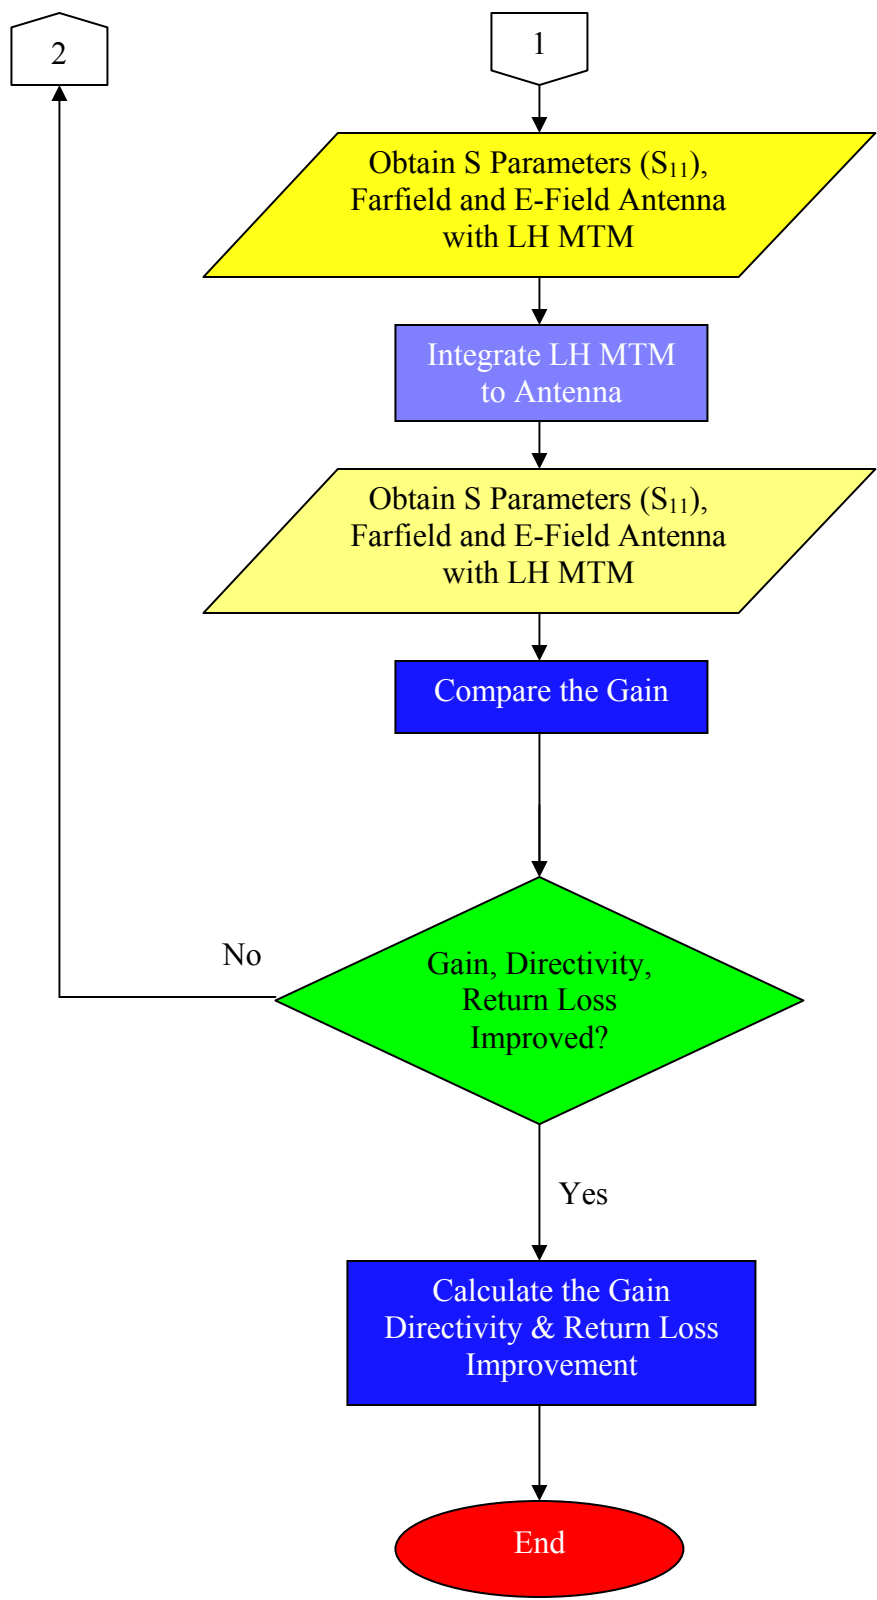 2
1
Obtain S Parameters (S₁₁),
Farfield and E-Field Antenna
with LH MTM
Integrate LH MTM
to Antenna
Obtain S Parameters (S₁₁),
Farfield and E-Field Antenna
with LH MTM
Compare the Gain
No
Gain, Directivity,
Return Loss
Improved?
Yes
Calculate the Gain
Directivity & Return Loss
Improvement
End